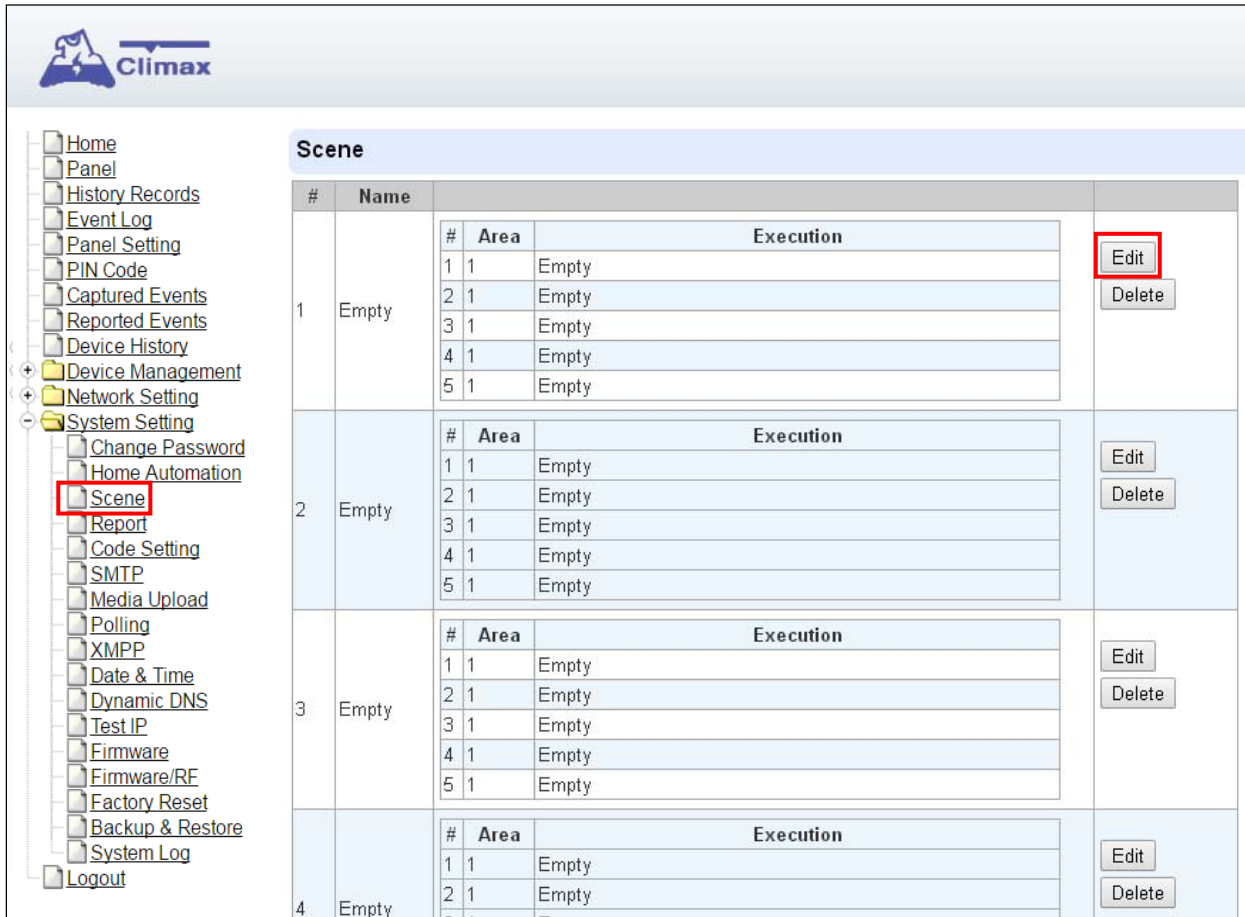 Climax
Home
Panel
History Records
Event Log
Panel Setting
PIN Code
Captured Events
Reported Events
Device History
Device Management
Network Setting
System Setting
Change Password
Home Automation
Scene
Report
Code Setting
SMTP
Media Upload
Polling
XMPP
Date & Time
Dynamic DNS
Test IP
Firmware
Firmware/RF
Factory Reset
Backup & Restore
System Log
Logout
Scene
# Name
1 Empty
# Area Execution
1 1 Empty
2 1 Empty
3 1 Empty
4 1 Empty
5 1 Empty
Edit
Delete
2 Empty
# Area Execution
1 1 Empty
2 1 Empty
3 1 Empty
4 1 Empty
5 1 Empty
Edit
Delete
3 Empty
# Area Execution
1 1 Empty
2 1 Empty
3 1 Empty
4 1 Empty
5 1 Empty
Edit
Delete
4 Empty
# Area Execution
1 1 Empty
2 1 Empty
Edit
Delete